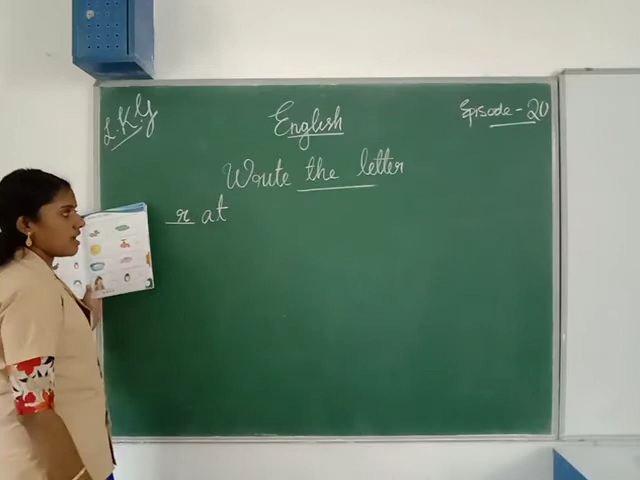 L.K.G
English
Episode - 20
Write the letter
r at